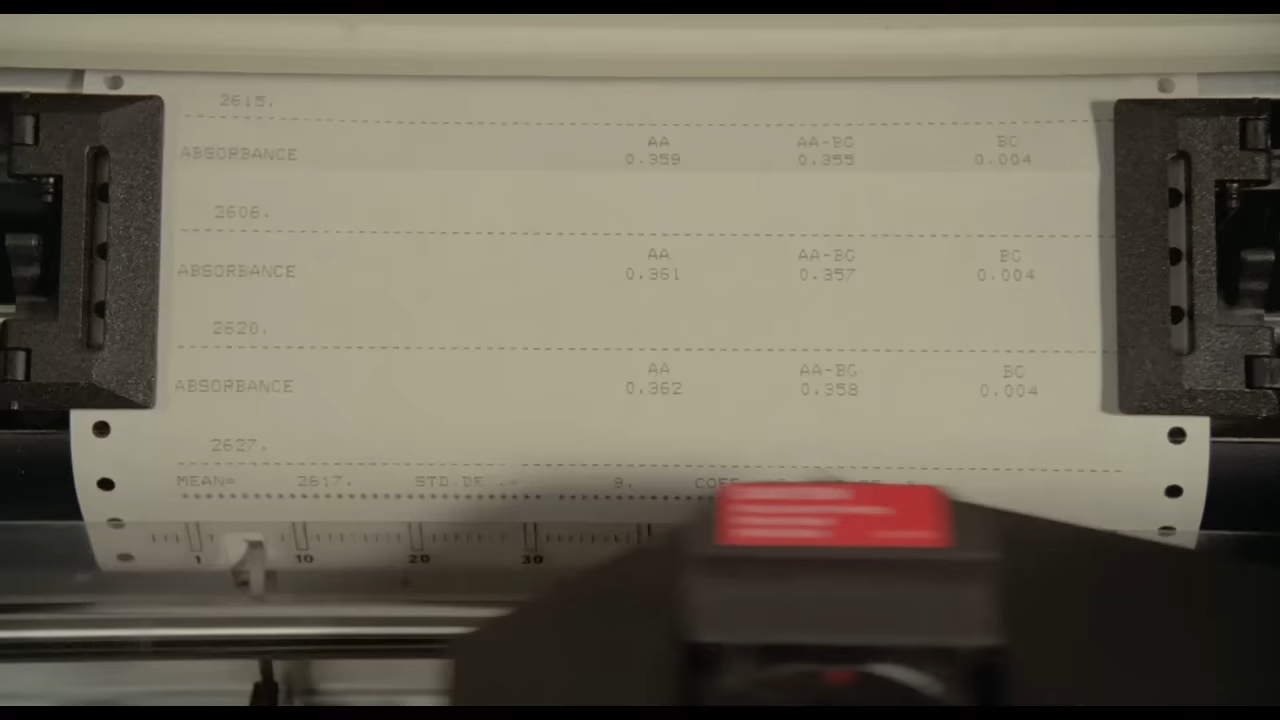 2615.
AA AA-BG BG
ABSORBANCE 0.359 0.355 0.004
2606.
AA AA-BG BG
ABSORBANCE 0.361 0.357 0.004
2620.
AA AA-BG BG
ABSORBANCE 0.362 0.358 0.004
2627.
MEAN= 2617. STD.DE 9.
1 10 20 30